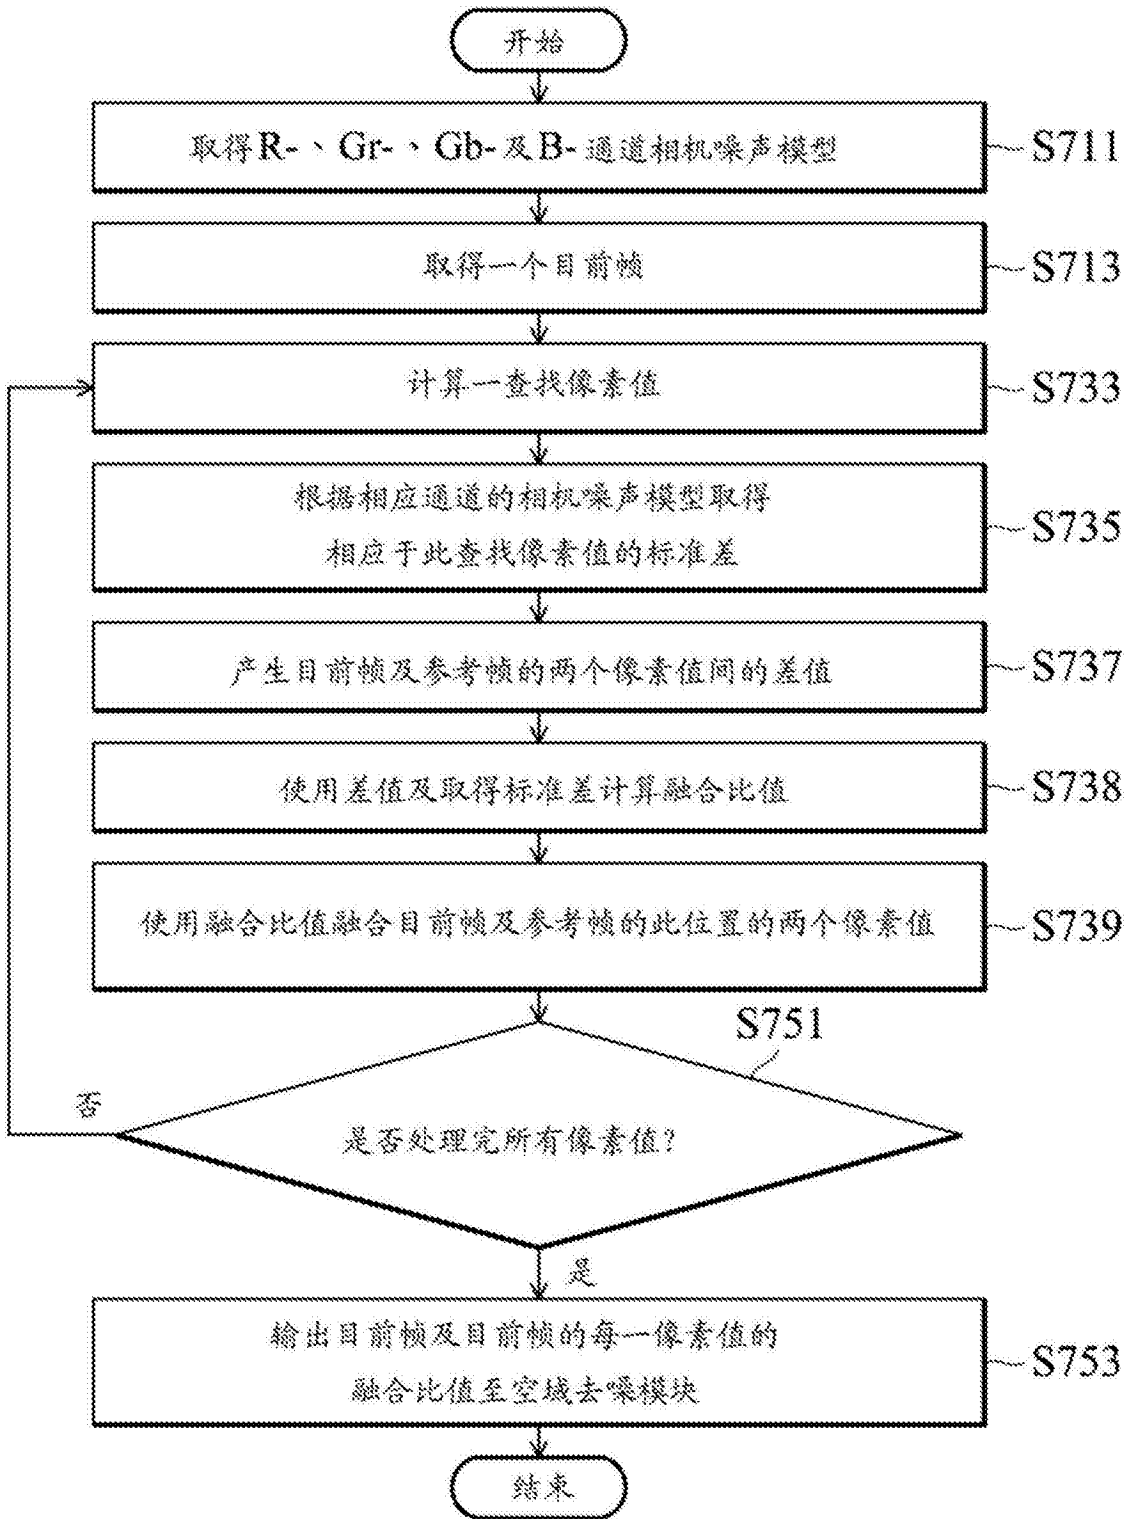 开始
取得R-、Gr-、Gb-及B-通道相机噪声模型
S711
取得一个目前帧
S713
计算一查找像素值
S733
根据相应通道的相机噪声模型取得
相应于此查找像素值的标准差
S735
产生目前帧及参考帧的两个像素值间的差值
S737
使用差值及取得标准差计算融合比值
S738
使用融合比值融合目前帧及参考帧的此位置的两个像素值
S739
S751
否
是否处理完所有像素值?
是
输出目前帧及目前帧的每一像素值的
融合比值至空域去噪模块
S753
结束